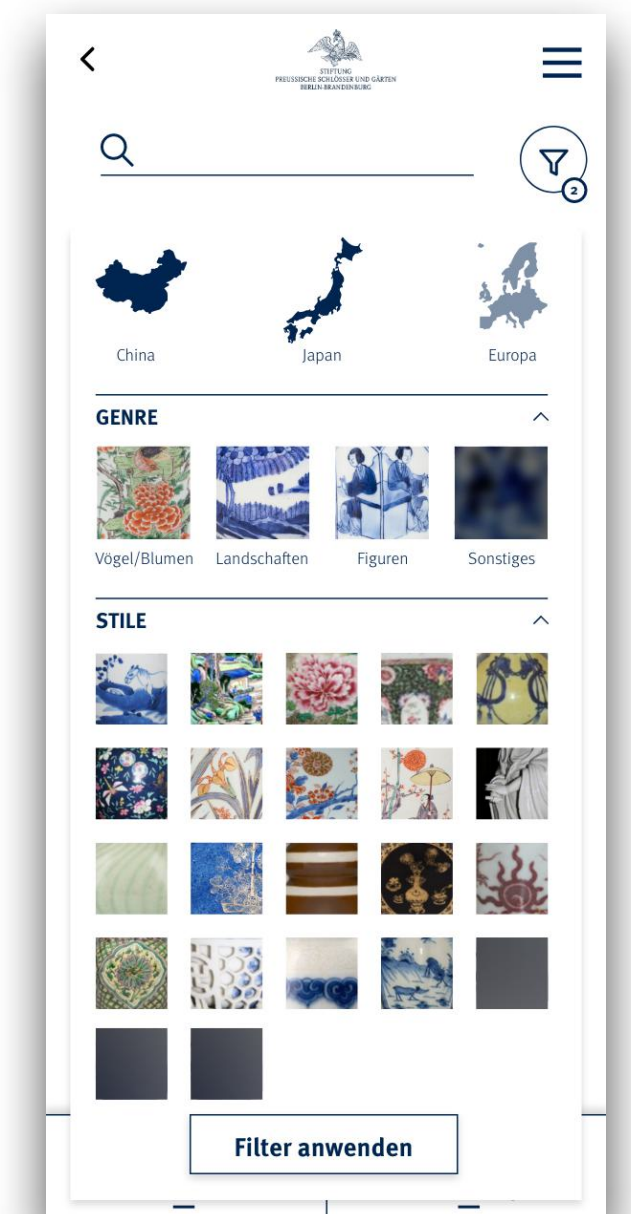 STIFTUNG
PREUSSISCHE SCHLÖSSER UND GÄRTEN
BERLIN-BRANDENBURG
2
China Japan Europa
GENRE
Vögel/Blumen Landschaften Figuren Sonstiges
STILE
Filter anwenden